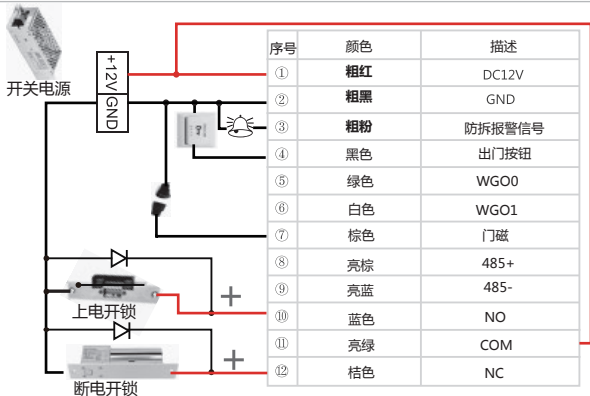 开关电源
+12V GND
序号 颜色 描述
① 粗红 DC12V
② 粗黑 GND
③ 粗粉 防拆报警信号
④ 黑色 出门按钮
⑤ 绿色 WGO0
⑥ 白色 WGO1
⑦ 棕色 门磁
⑧ 亮棕 485+
⑨ 亮蓝 485-
⑩ 蓝色 NO
⑪ 亮绿 COM
⑫ 桔色 NC
+
上电开锁
+
断电开锁